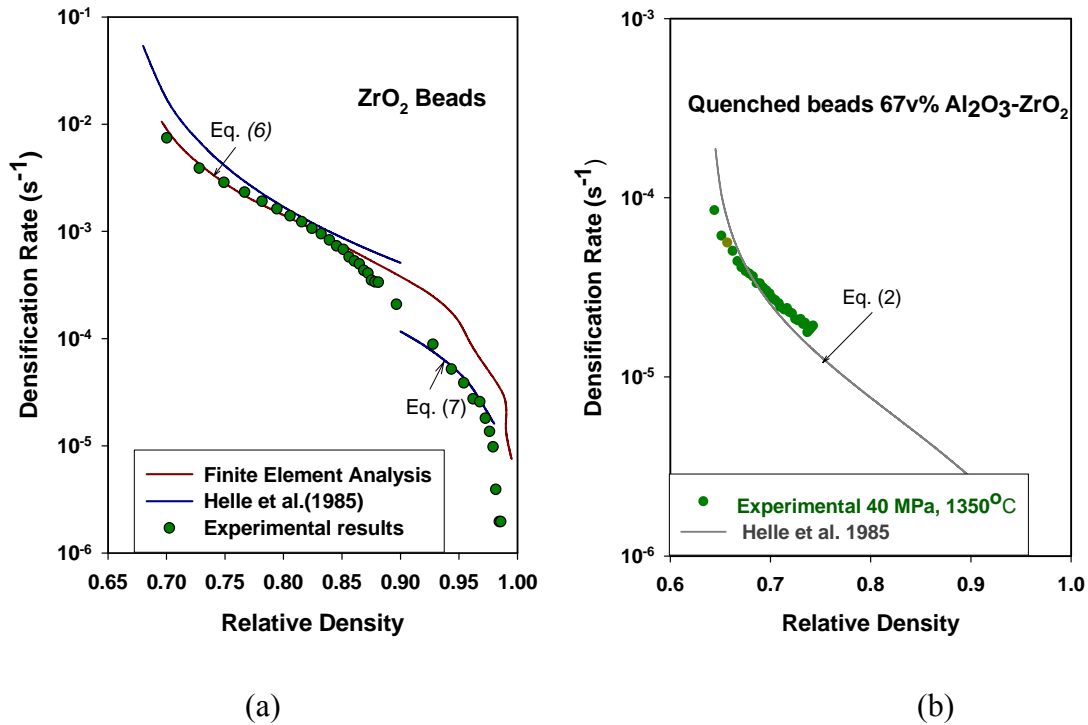 10⁻¹
10⁻²
10⁻³
10⁻⁴
10⁻⁵
10⁻⁶
Densification Rate (s⁻¹)
ZrO₂ Beads
Eq. (6)
Eq. (7)
Finite Element Analysis
Helle et al.(1985)
Experimental results
0.65 0.70 0.75 0.80 0.85 0.90 0.95 1.00
Relative Density
(a)
10⁻³
10⁻⁴
10⁻⁵
10⁻⁶
Densification Rate (s⁻¹)
Quenched beads 67v% Al₂O₃-ZrO₂
Eq. (2)
Experimental 40 MPa, 1350⁰C
Helle et al. 1985
0.6 0.7 0.8 0.9 1.0
Relative Density
(b)